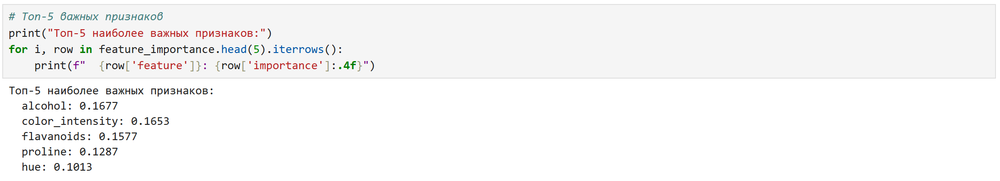 # Топ-5 важных признаков
print("Топ-5 наиболее важных признаков:")
for i, row in feature_importance.head(5).iterrows():
    print(f"  {row['feature']}: {row['importance']:.4f}")
Топ-5 наиболее важных признаков:
  alcohol: 0.1677
  color_intensity: 0.1653
  flavanoids: 0.1577
  proline: 0.1287
  hue: 0.1013